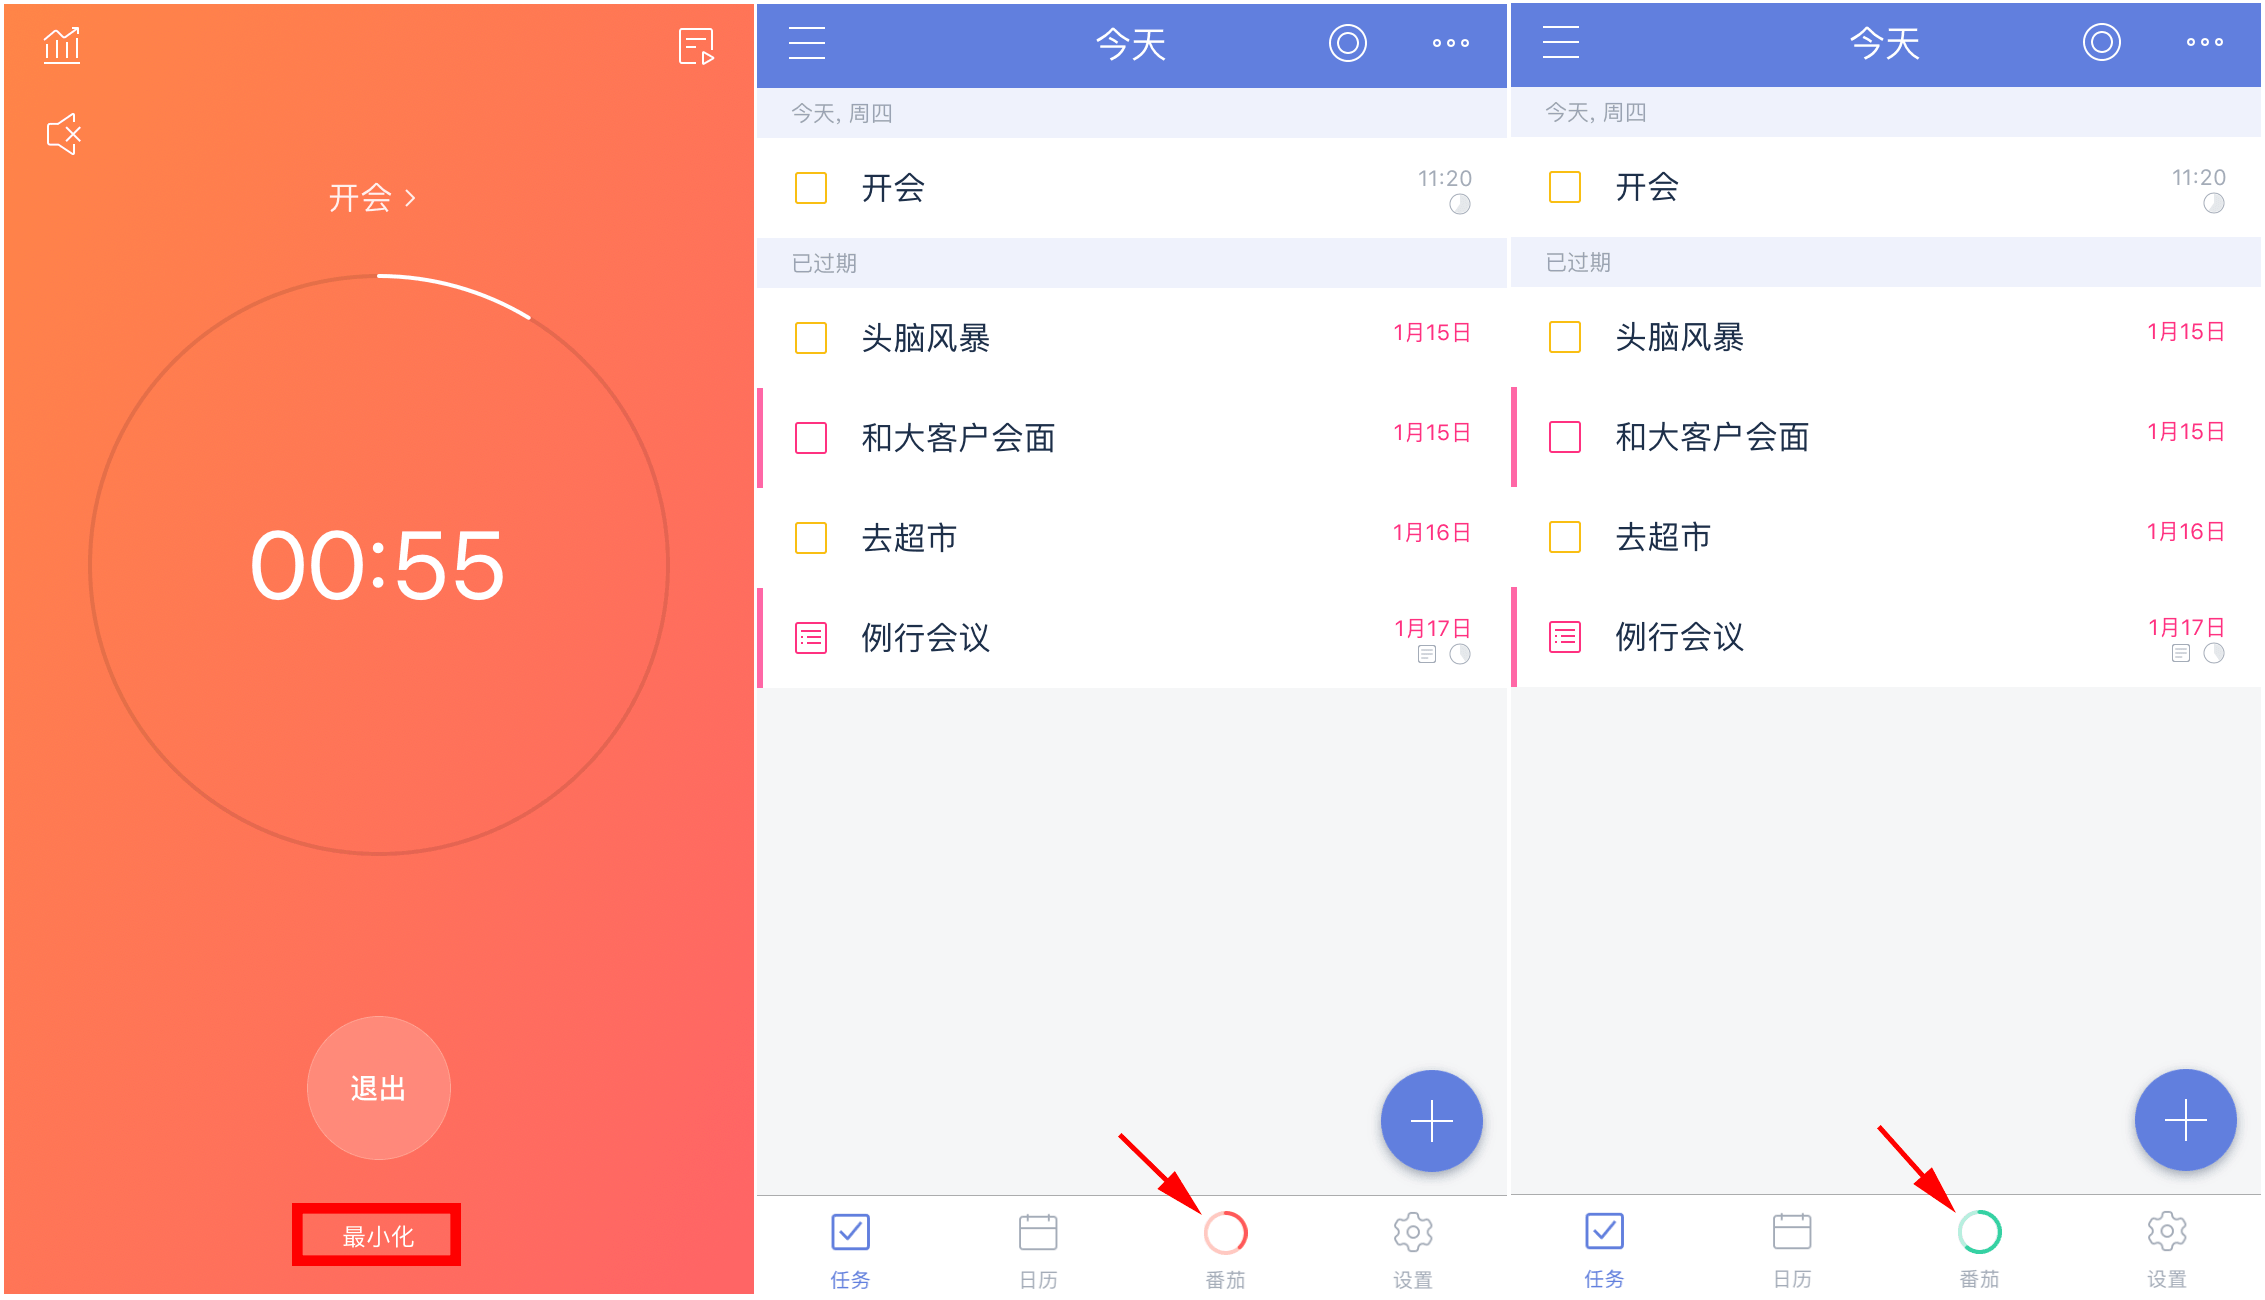 开会 >
00:55
退出
最小化
今天
今天, 周四
开会
11:20
已过期
头脑风暴
1月15日
和大客户会面
1月15日
去超市
1月16日
例行会议
1月17日
任务
日历
番茄
设置
今天
今天, 周四
开会
11:20
已过期
头脑风暴
1月15日
和大客户会面
1月15日
去超市
1月16日
例行会议
1月17日
任务
日历
番茄
设置